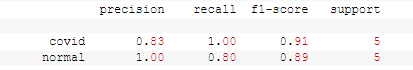 precision recall f1-score support
covid 0.83 1.00 0.91 5
normal 1.00 0.80 0.89 5